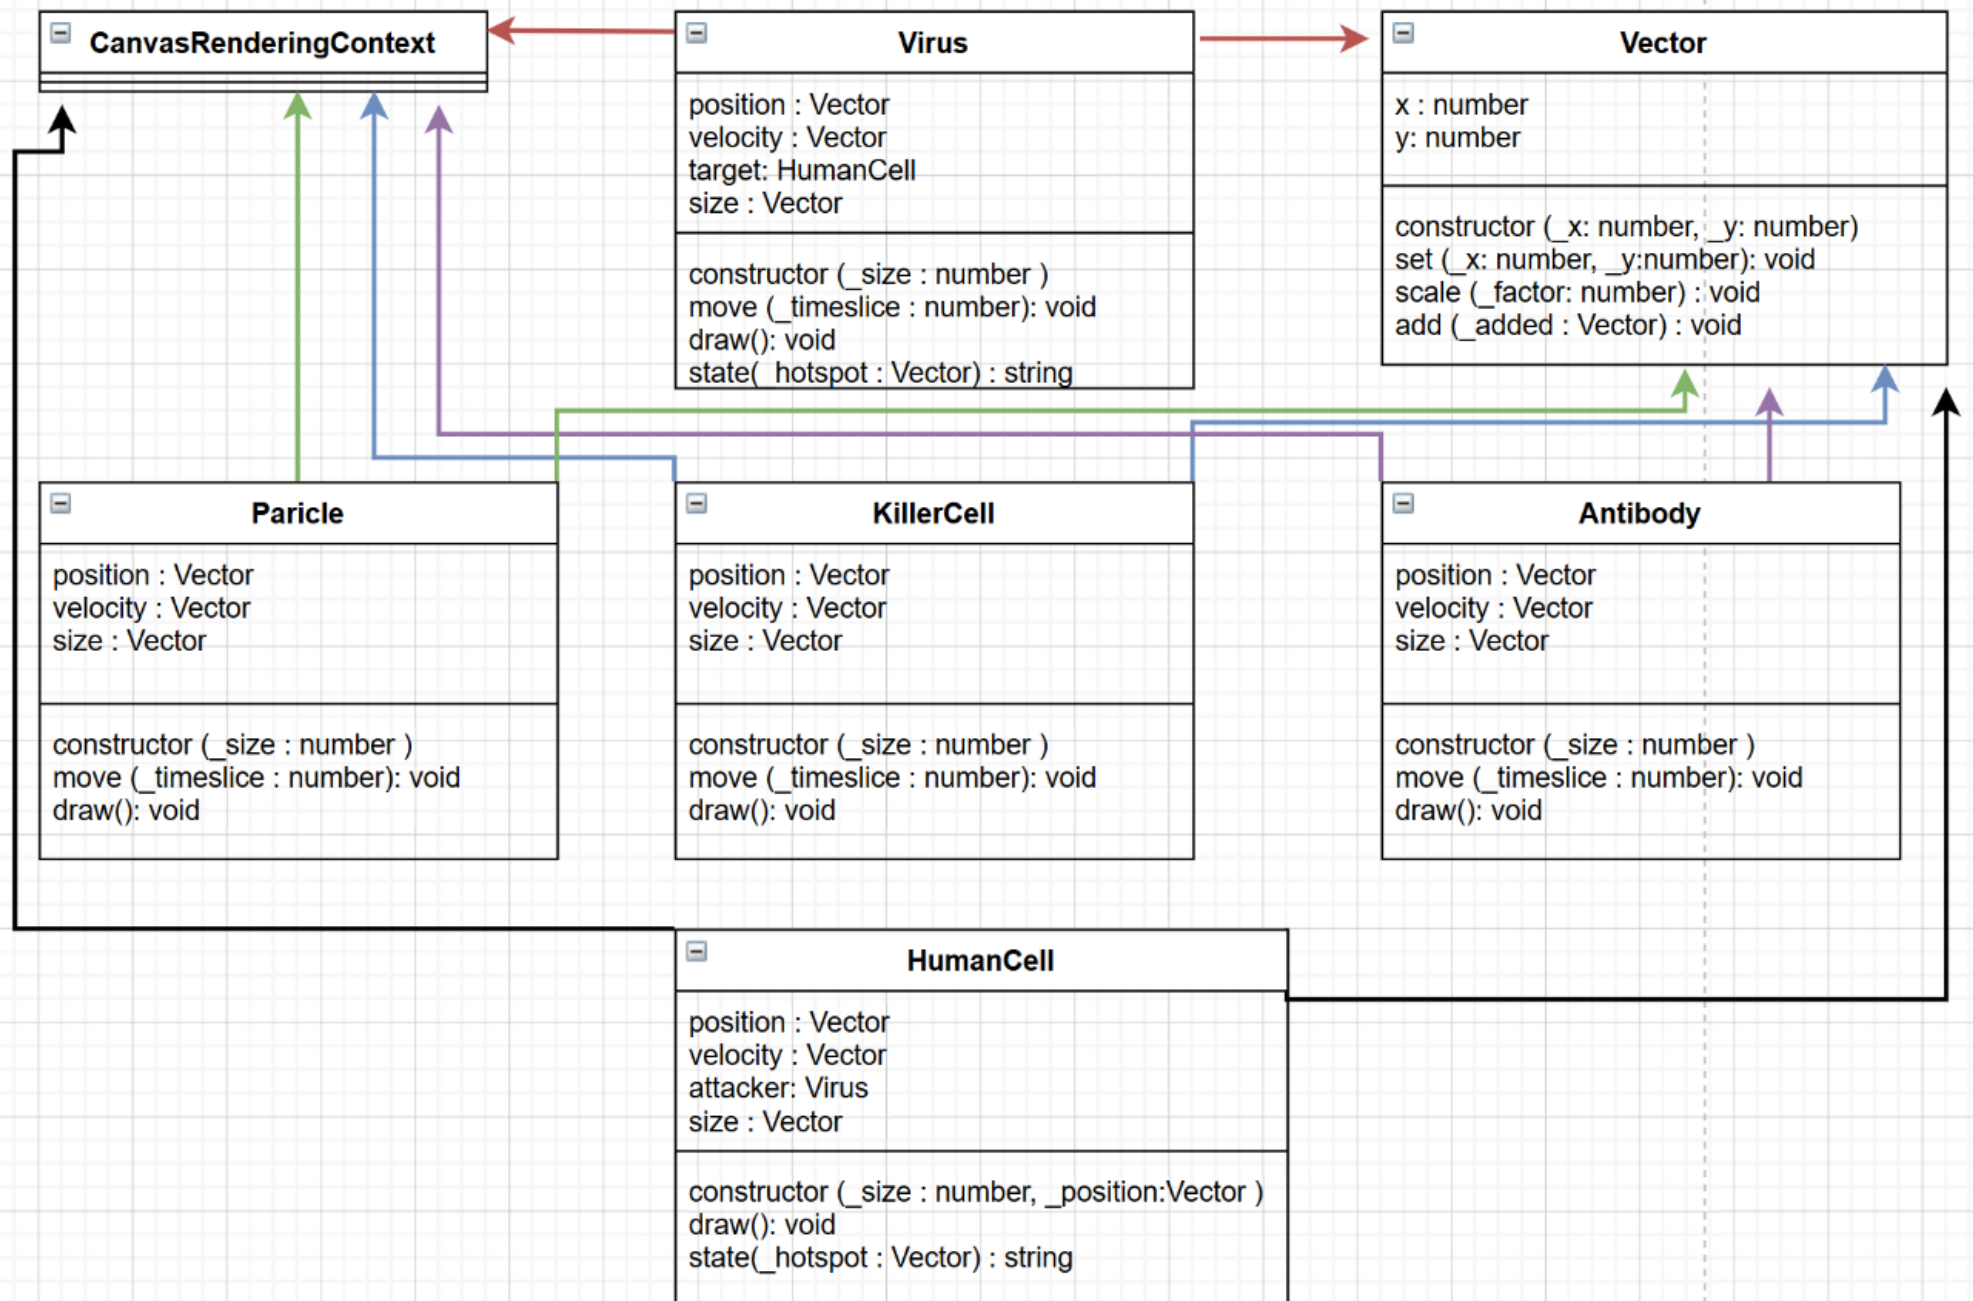 CanvasRenderingContext
Virus
position : Vector
velocity : Vector
target: HumanCell
size : Vector
constructor (_size : number )
move (_timeslice : number): void
draw(): void
state(_hotspot : Vector) : string
Vector
x : number
y: number
constructor (_x: number, _y: number)
set (_x: number, _y:number): void
scale (_factor: number) : void
add (_added : Vector) : void
Paricle
position : Vector
velocity : Vector
size : Vector
constructor (_size : number )
move (_timeslice : number): void
draw(): void
KillerCell
position : Vector
velocity : Vector
size : Vector
constructor (_size : number )
move (_timeslice : number): void
draw(): void
Antibody
position : Vector
velocity : Vector
size : Vector
constructor (_size : number )
move (_timeslice : number): void
draw(): void
HumanCell
position : Vector
velocity : Vector
attacker: Virus
size : Vector
constructor (_size : number, _position:Vector )
draw(): void
state(_hotspot : Vector) : string